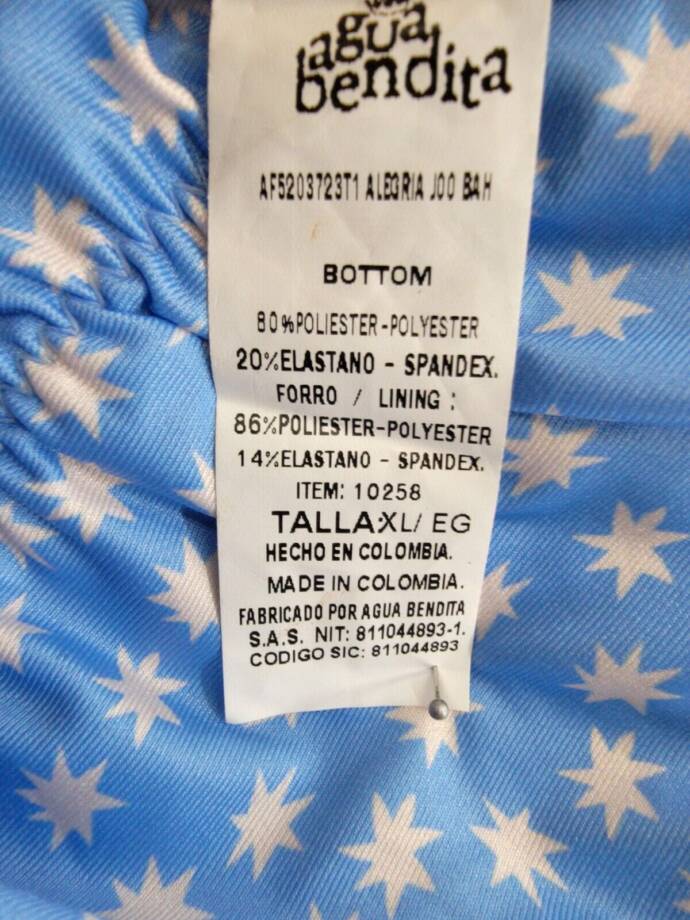 agua
bendita
AF5203723T1 ALEGRIA JOO BAH
BOTTOM
80%POLIESTER-POLYESTER
20%ELASTANO - SPANDEX.
FORRO / LINING :
86%POLIESTER-POLYESTER
14%ELASTANO - SPANDEX.
ITEM: 10258
TALLA:XL/ EG
HECHO EN COLOMBIA.
MADE IN COLOMBIA.
FABRICADO POR AGUA BENDITA
S.A.S. NIT: 811044893-1.
CODIGO SIC: 811044893